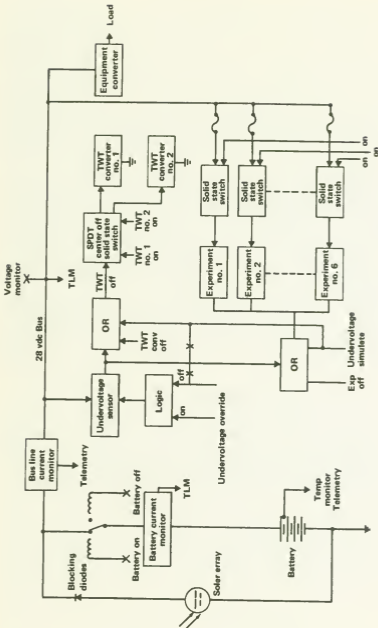 Voltage monitor
TLM
28 vdc Bus
Load
Equipment
converter
TWT
converter
no. 1
TWT
converter
no. 2
SPDT
center off
solid state
switch
TWT
no. 1
on
TWT
no. 2
on
TWT
off
OR
TWT
conv
off
Undervoltage
sensor
Logic
on
off
Undervoltage override
Bus line
current
monitor
Telemetry
Blocking
diodes
Battery on
Battery off
Battery current
monitor
TLM
Soler array
Battery
Temp
monitor
Telemetry
Solid
state
switch
Solid
state
switch
Solid
state
switch
on
on
on
Experiment
no. 1
Experiment
no. 2
Experiment
no. 6
OR
Exp
off
Undervoltage
simulete